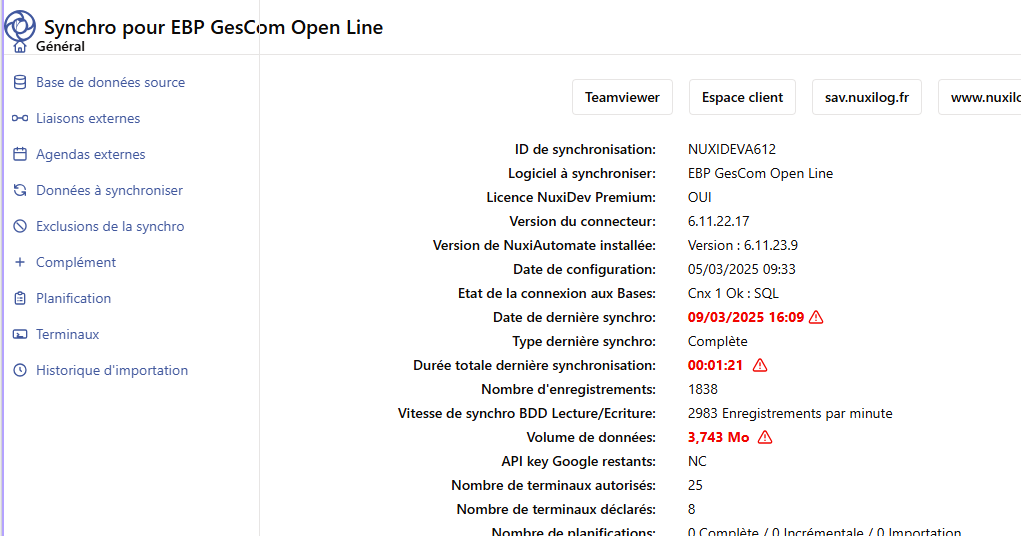 Synchro pour EBP GesCom Open Line
Général
Base de données source
Liaisons externes
Agendas externes
Données à synchroniser
Exclusions de la synchro
Complément
Planification
Terminaux
Historique d'importation
Teamviewer
Espace client
sav.nuxilog.fr
www.nuxilo
ID de synchronisation: NUXIDEVA612
Logiciel à synchroniser: EBP GesCom Open Line
Licence NuxiDev Premium: OUI
Version du connecteur: 6.11.22.17
Version de NuxiAutomate installée: Version : 6.11.23.9
Date de configuration: 05/03/2025 09:33
Etat de la connexion aux Bases: Cnx 1 Ok : SQL
Date de dernière synchro: 09/03/2025 16:09
Type dernière synchro: Complète
Durée totale dernière synchronisation: 00:01:21
Nombre d'enregistrements: 1838
Vitesse de synchro BDD Lecture/Ecriture: 2983 Enregistrements par minute
Volume de données: 3,743 Mo
API key Google restants: NC
Nombre de terminaux autorisés: 25
Nombre de terminaux déclarés: 8
Nombre de planifications: 0 Complète / 0 Incrémentale / 0 Importation